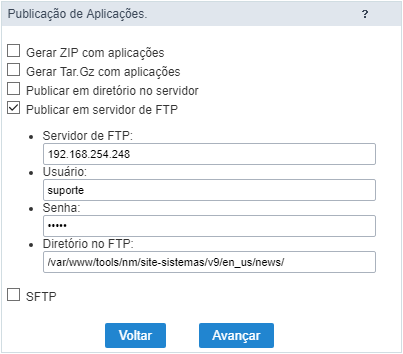 Publicação de Aplicações. ?
Gerar ZIP com aplicações
Gerar Tar.Gz com aplicações
Publicar em diretório no servidor
Publicar em servidor de FTP
Servidor de FTP:
192.168.254.248
Usuário:
suporte
Senha:
•••••
Diretório no FTP:
/var/www/tools/nm/site-sistemas/v9/en_us/news/
SFTP
Voltar Avançar